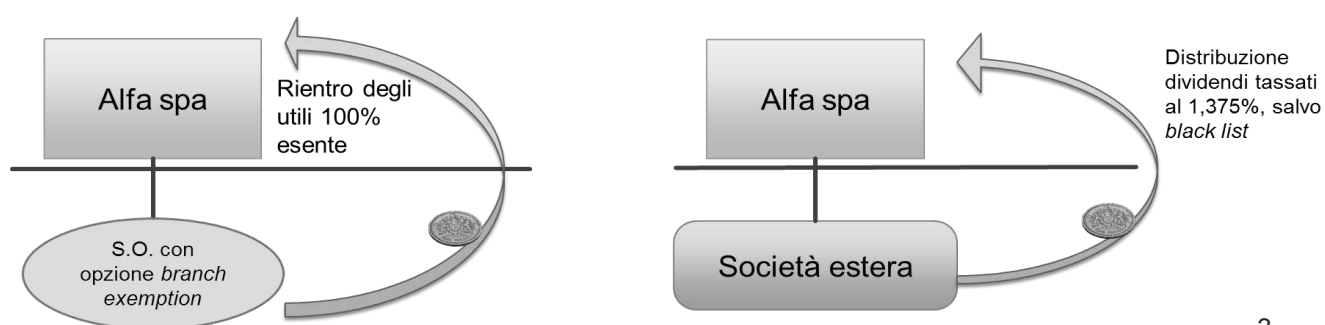 Alfa spa
Rientro degli
utili 100%
esente
S.O. con
opzione branch
exemption
Alfa spa
Distribuzione
dividendi tassati
al 1,375%, salvo
black list
Società estera